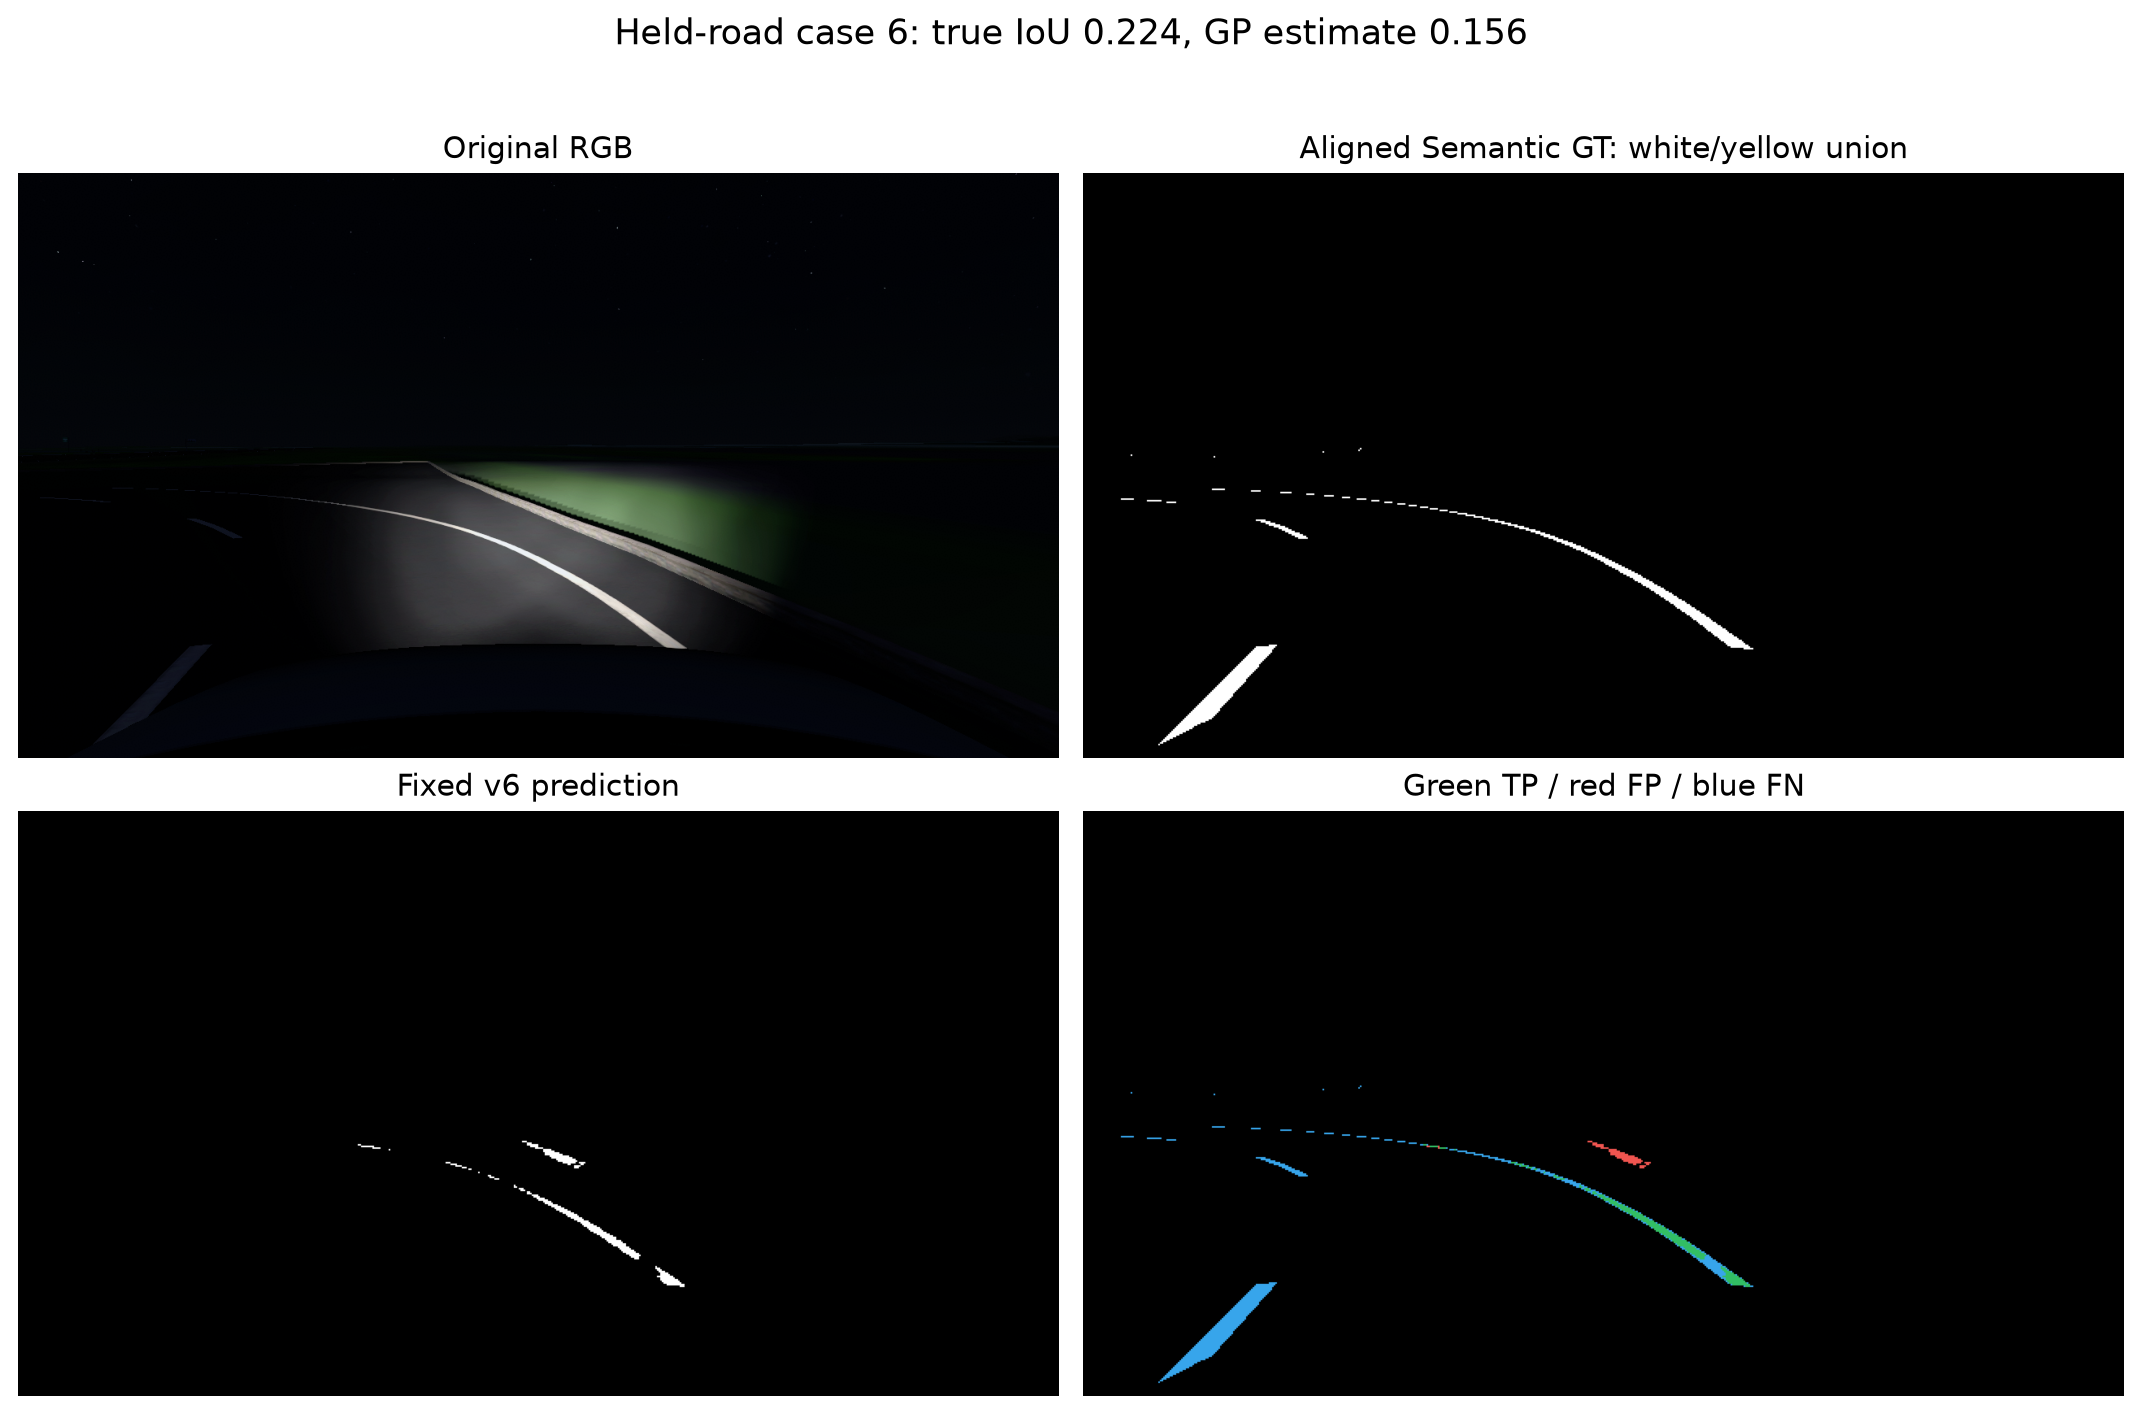 Held-road case 6: true IoU 0.224, GP estimate 0.156
Original RGB
Aligned Semantic GT: white/yellow union
Fixed v6 prediction
Green TP / red FP / blue FN